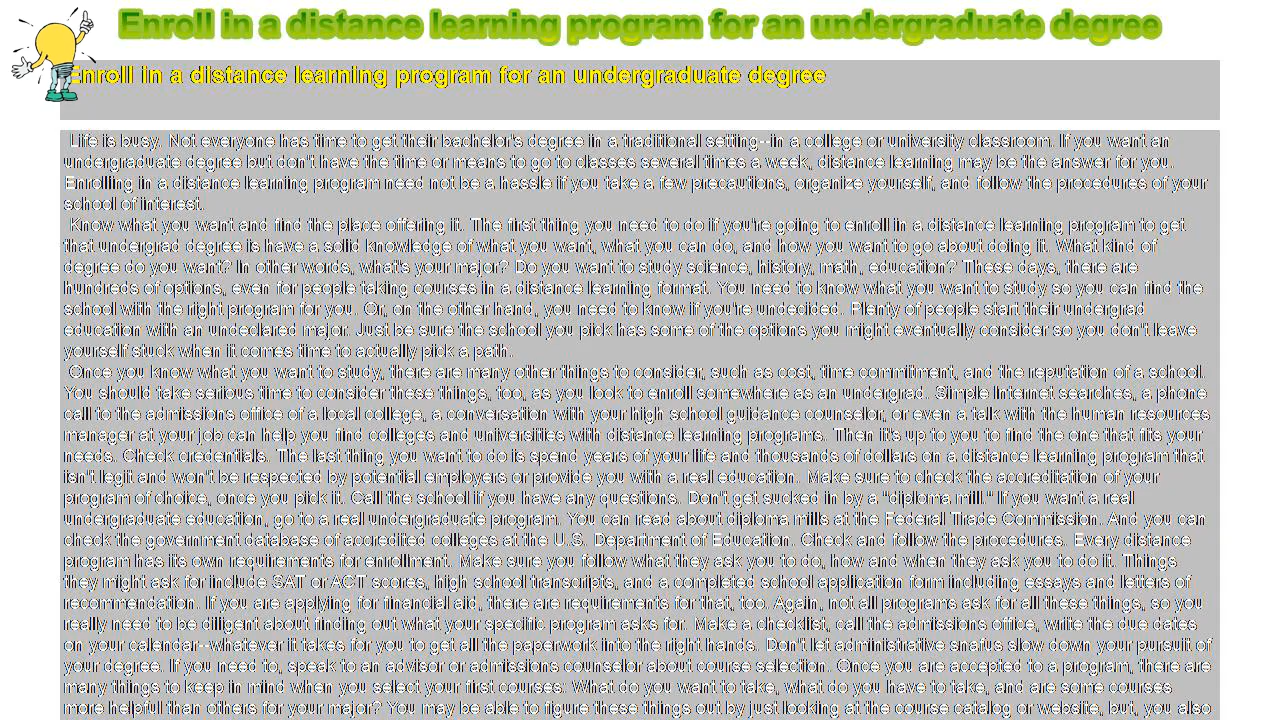 Enroll in a distance learning program for an undergraduate degree
Enroll in a distance learning program for an undergraduate degree
Life is busy. Not everyone has time to get their bachelor's degree in a traditional setting--in a college or university classroom. If you want an
undergraduate degree but don't have the time or means to go to classes several times a week, distance learning may be the answer for you.
Enrolling in a distance learning program need not be a hassle if you take a few precautions, organize yourself, and follow the procedures of your
school of interest.
Know what you want and find the place offering it. The first thing you need to do if you're going to enroll in a distance learning program to get
that undergrad degree is have a solid knowledge of what you want, what you can do, and how you want to go about doing it. What kind of
degree do you want? In other words, what's your major? Do you want to study science, history, math, education? These days, there are
hundreds of options, even for people taking courses in a distance learning format. You need to know what you want to study so you can find the
school with the right program for you. Or, on the other hand, you need to know if you're undecided. Plenty of people start their undergrad
education with an undeclared major. Just be sure the school you pick has some of the options you might eventually consider so you don't leave
yourself stuck when it comes time to actually pick a path.
Once you know what you want to study, there are many other things to consider, such as cost, time commitment, and the reputation of a school.
You should take serious time to consider these things, too, as you look to enroll somewhere as an undergrad. Simple Internet searches, a phone
call to the admissions office of a local college, a conversation with your high school guidance counselor, or even a talk with the human resources
manager at your job can help you find colleges and universities with distance learning programs. Then it's up to you to find the one that fits your
needs. Check credentials. The last thing you want to do is spend years of your life and thousands of dollars on a distance learning program that
isn't legit and won't be respected by potential employers or provide you with a real education. Make sure to check the accreditation of your
program of choice, once you pick it. Call the school if you have any questions. Don't get sucked in by a "diploma mill." If you want a real
undergraduate education, go to a real undergraduate program. You can read about diploma mills at the Federal Trade Commission. And you can
check the government database of accredited colleges at the U.S. Department of Education. Check and follow the procedures. Every distance
program has its own requirements for enrollment. Make sure you follow what they ask you to do, how and when they ask you to do it. Things
they might ask for include SAT or ACT scores, high school transcripts, and a completed school application form including essays and letters of
recommendation. If you are applying for financial aid, there are requirements for that, too. Again, not all programs ask for all these things, so you
really need to be diligent about finding out what your specific program asks for. Make a checklist, call the admissions office, write the due dates
on your calendar--whatever it takes for you to get all the paperwork into the right hands. Don't let administrative snafus slow down your pursuit of
your degree. If you need to, speak to an advisor or admissions counselor about course selection. Once you are accepted to a program, there are
many things to keep in mind when you select your first courses: What do you want to take, what do you have to take, and are some courses
more helpful than others for your major? You may be able to figure these things out by just looking at the course catalog or website, but, you also